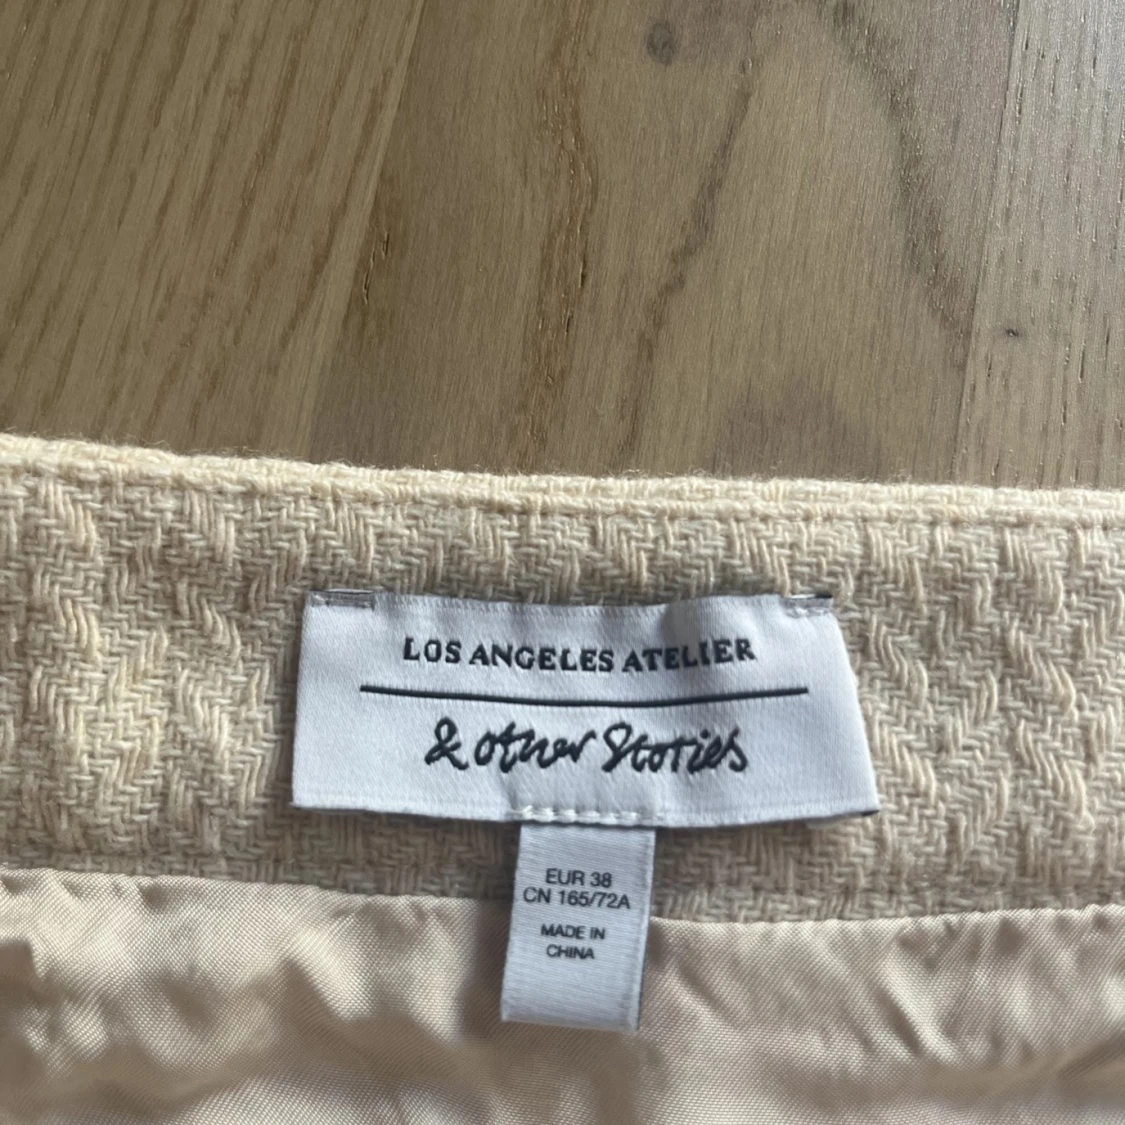 LOS ANGELES ATELIER
& other Stories
EUR 38
CN 165/72A
MADE IN
CHINA